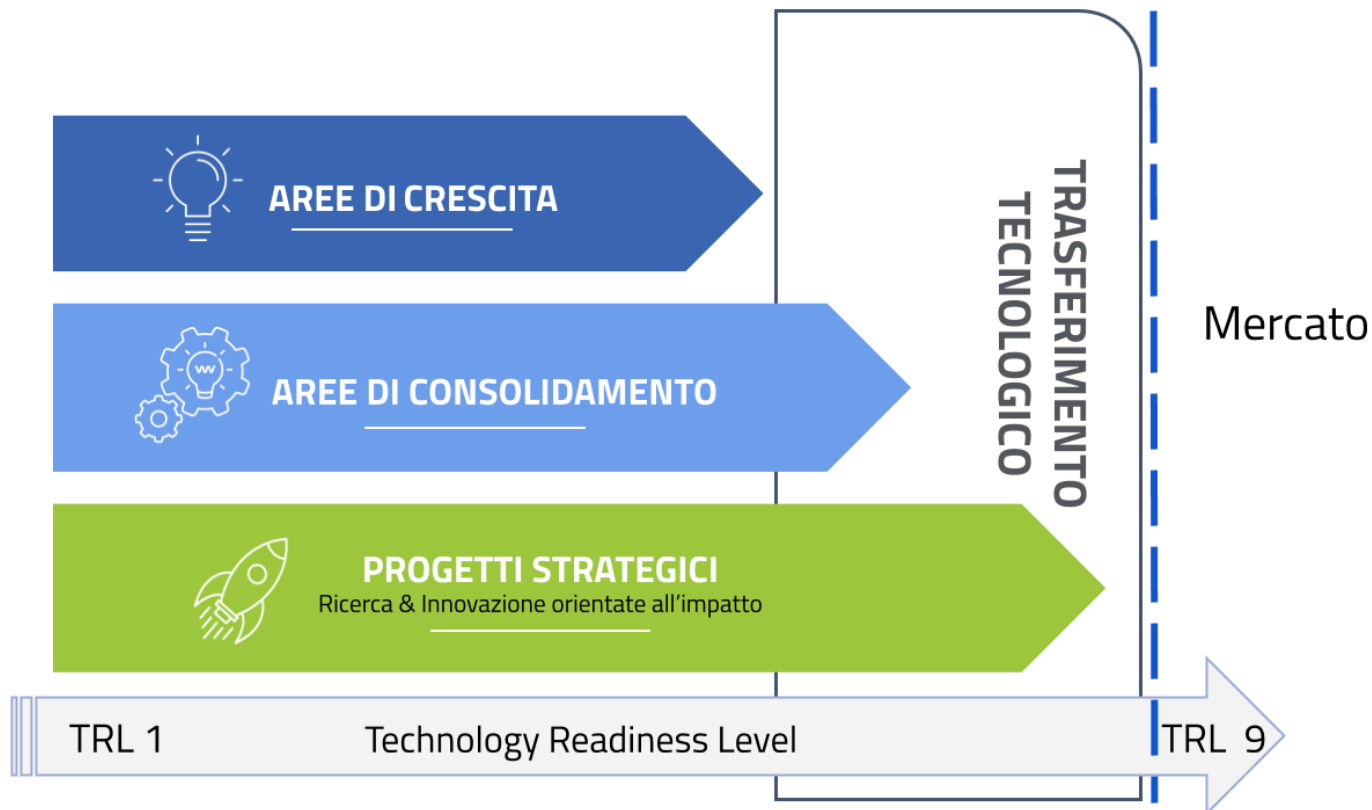 AREE DI CRESCITA
AREE DI CONSOLIDAMENTO
PROGETTI STRATEGICI
Ricerca & Innovazione orientate all'impatto
TRASFERIMENTO
TECNOLOGICO
Mercato
TRL 1
Technology Readiness Level
TRL 9